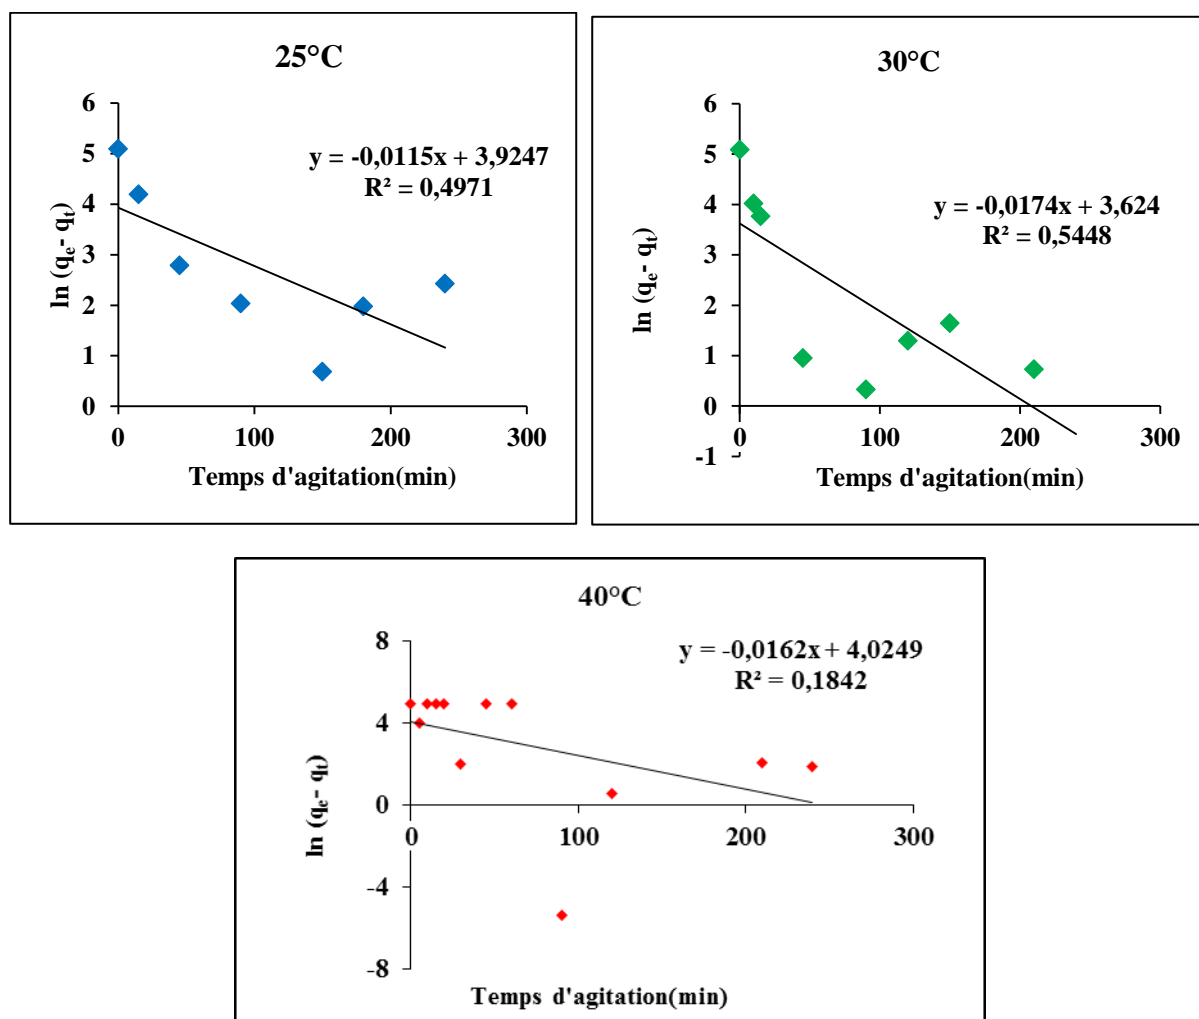 25°C
6
5
4
3
2
1
0
0 100 200 300
y = -0,0115x + 3,9247
R² = 0,4971
ln (qe- qt)
Temps d'agitation(min)
30°C
6
5
4
3
2
1
0
-1
0 100 200 300
y = -0,0174x + 3,624
R² = 0,5448
ln (qe- qt)
Temps d'agitation(min)
40°C
8
4
0
-4
-8
0 100 200 300
y = -0,0162x + 4,0249
R² = 0,1842
ln (qe- qt)
Temps d'agitation(min)